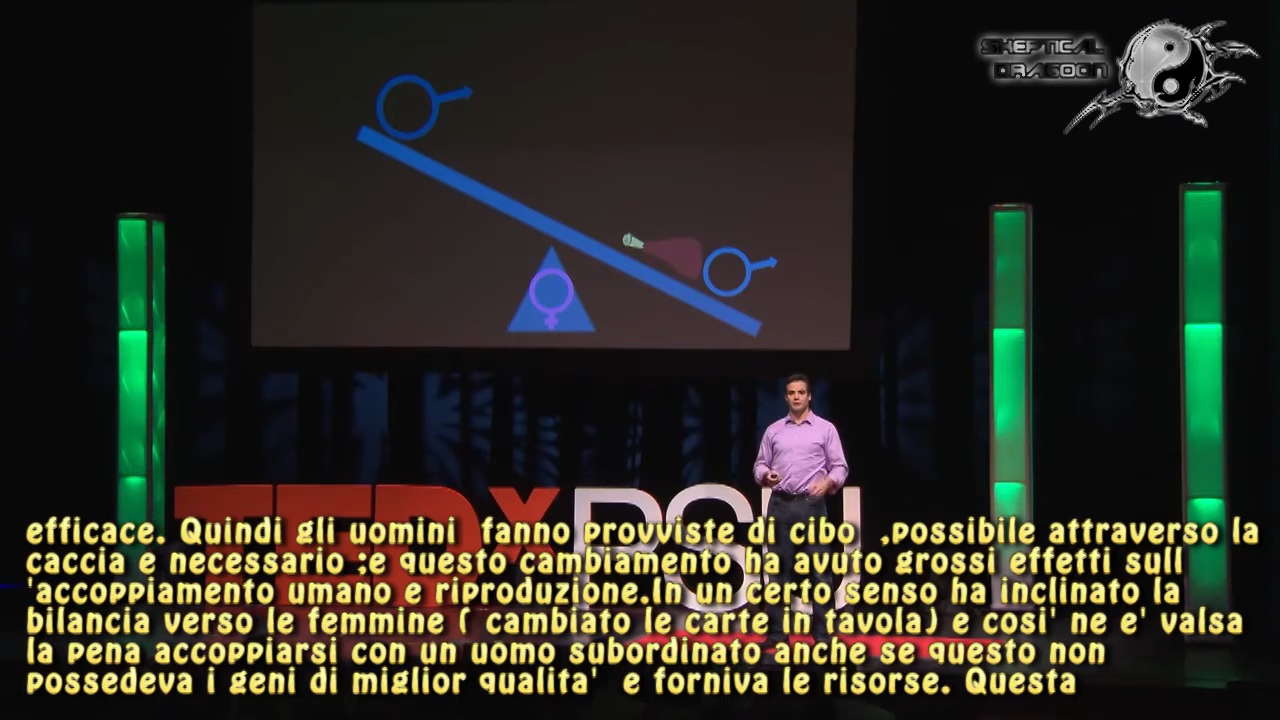 SKEPTICAL
DRAGOON
TEDxPSU
efficace. Quindi gli uomini fanno provviste di cibo ,possibile attraverso la
caccia e necessario ;e questo cambiamento ha avuto grossi effetti sull
'accoppiamento umano e riproduzione.In un certo senso ha inclinato la
bilancia verso le femmine ( cambiato le carte in tavola) e cosi' ne e' valsa
la pena accoppiarsi con un uomo subordinato anche se questo non
possedeva i geni di miglior qualita' e forniva le risorse. Questa